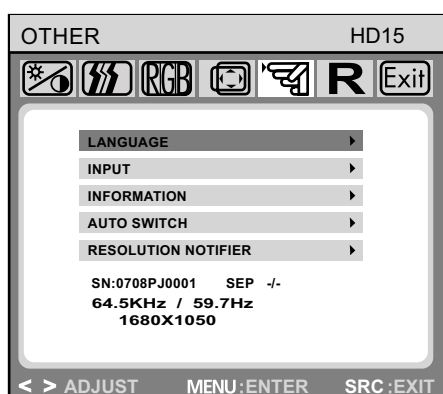 OTHER HD15
RGB R Exit
LANGUAGE
INPUT
INFORMATION
AUTO SWITCH
RESOLUTION NOTIFIER
SN:0708PJ0001 SEP -/-
64.5KHz / 59.7Hz
1680X1050
< > ADJUST MENU:ENTER SRC:EXIT